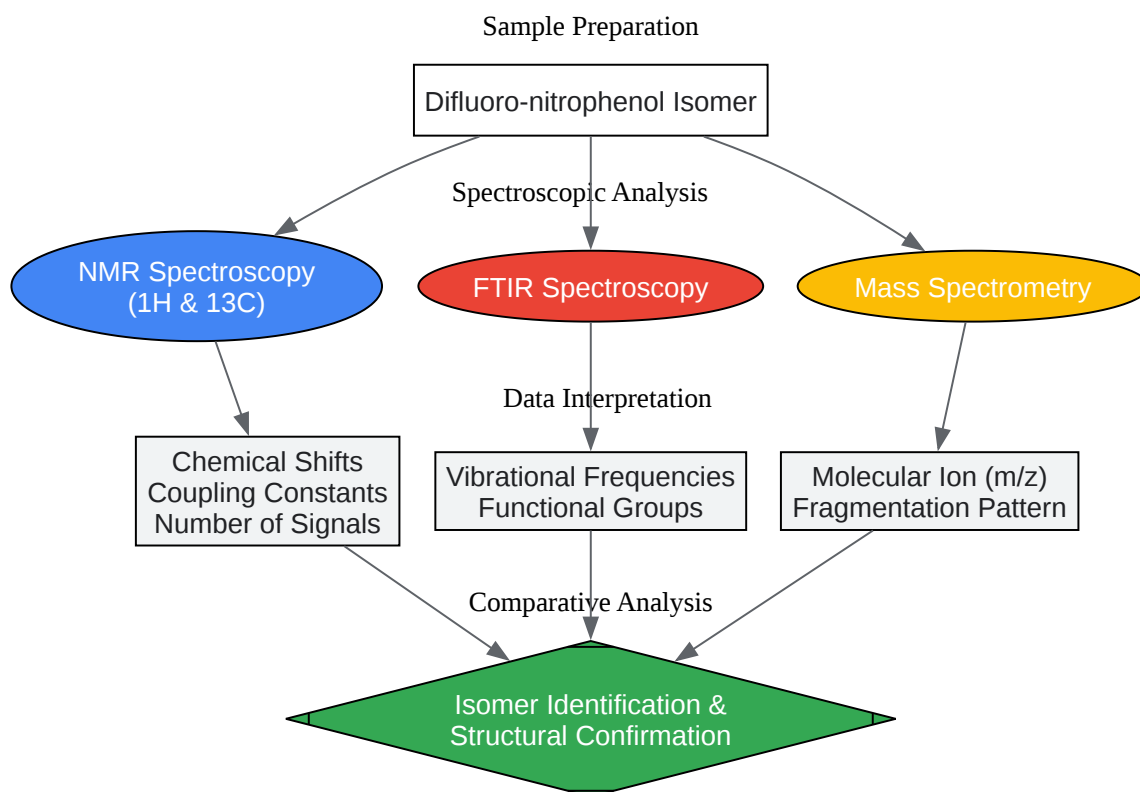 Sample Preparation
Difluoro-nitrophenol Isomer
Spectroscopic Analysis
NMR Spectroscopy
(1H & 13C)
FTIR Spectroscopy
Mass Spectrometry
Data Interpretation
Chemical Shifts
Coupling Constants
Number of Signals
Vibrational Frequencies
Functional Groups
Molecular Ion (m/z)
Fragmentation Pattern
Comparative Analysis
Isomer Identification &
Structural Confirmation